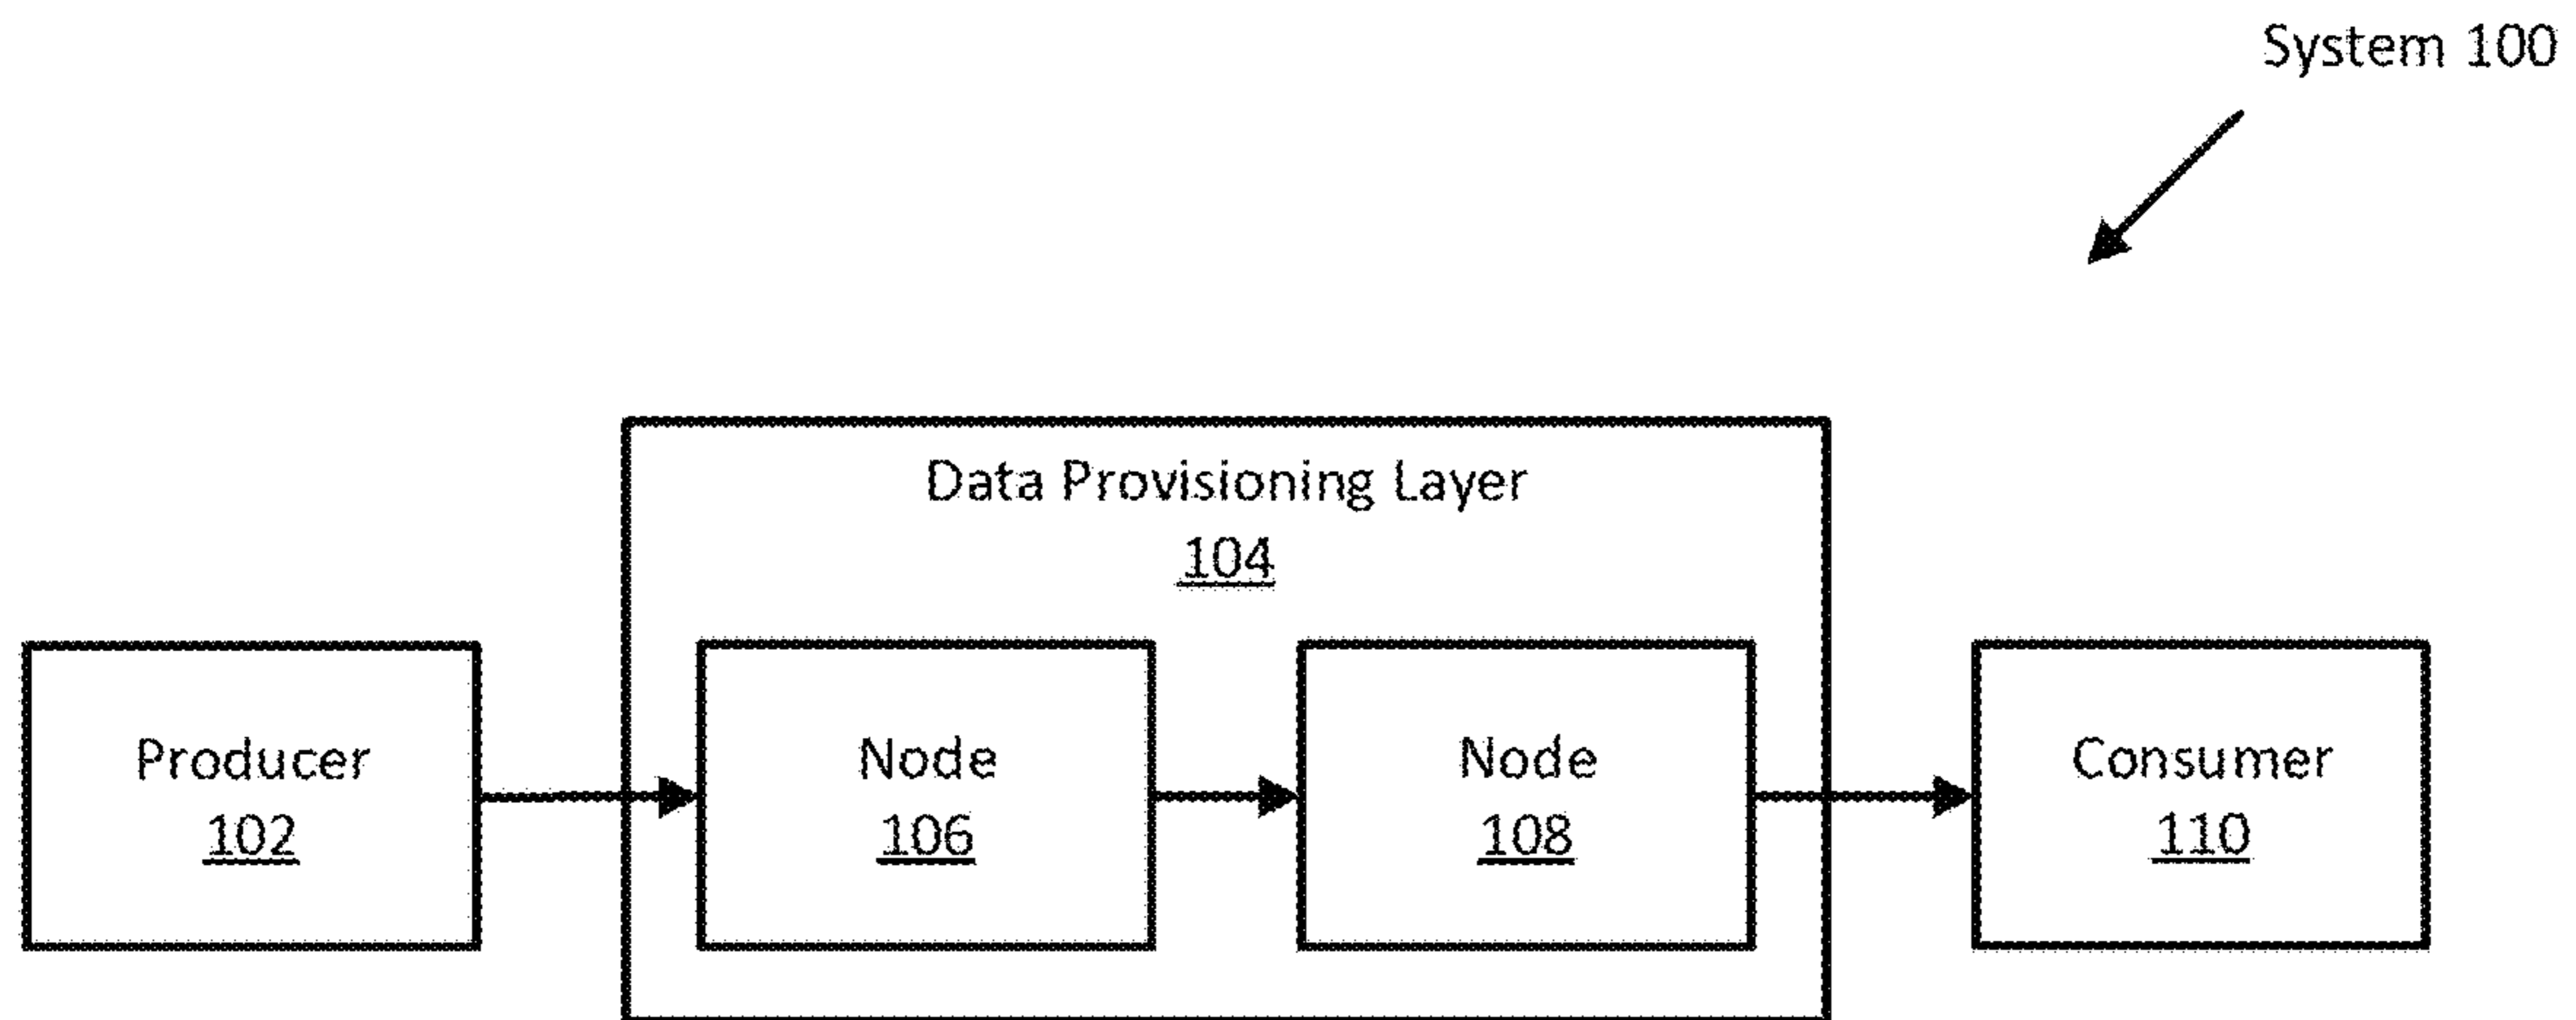 System 100
Data Provisioning Layer
104
Producer
102
Node
106
Node
108
Consumer
110